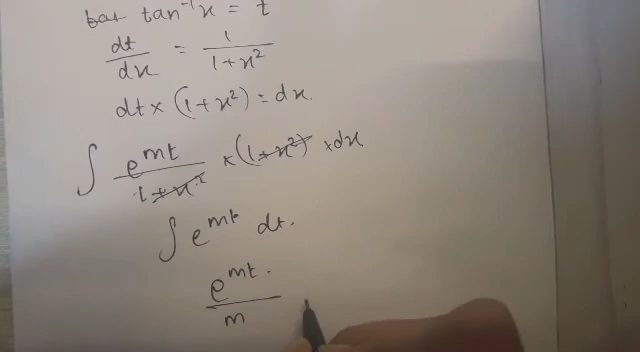 tan⁻¹x = t
dt/dx = 1/(1+x²)
dt × (1+x²) = dx.
∫ e^{mt}/(1+x²) × (1+x²) × dx
∫ e^{mt} dt.
e^{mt}/m